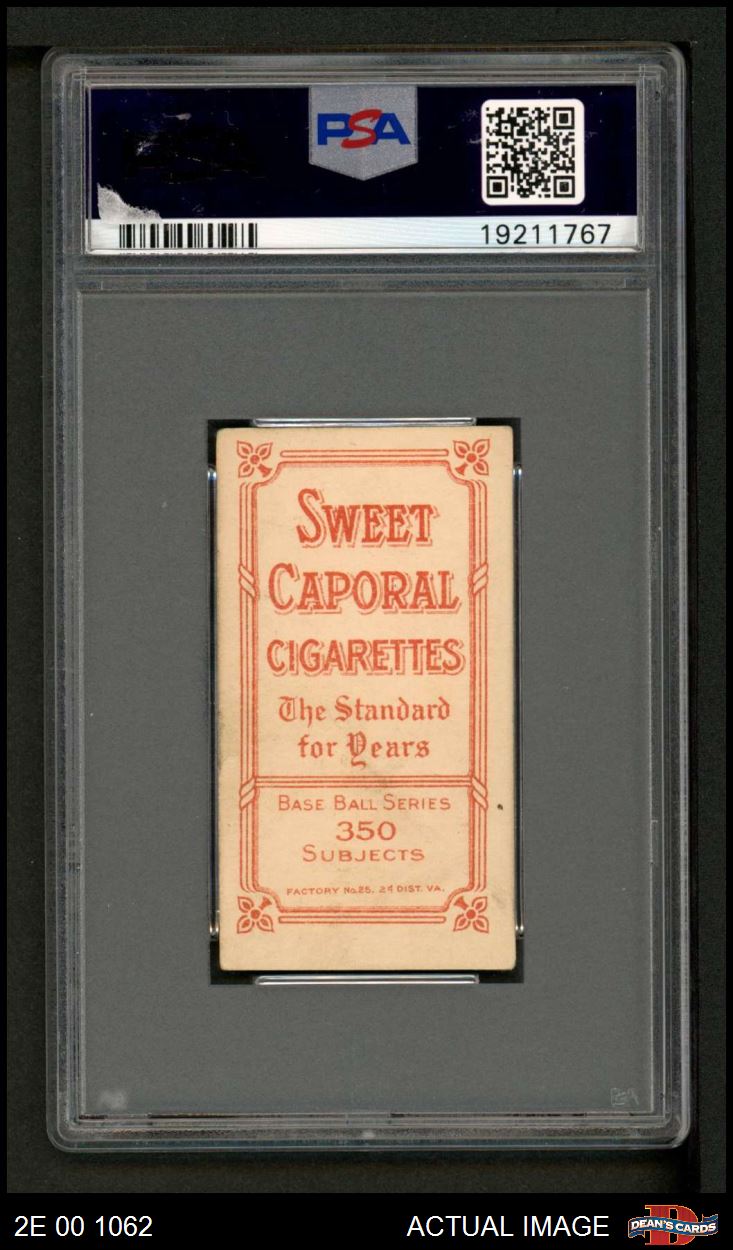 PSA
19211767
SWEET
CAPORAL
CIGARETTES
The Standard
for Years
BASE BALL SERIES
350
SUBJECTS
FACTORY No. 25, 2d DIST. VA.
PSA
2E 00 1062 ACTUAL IMAGE DEAN'S CARDS